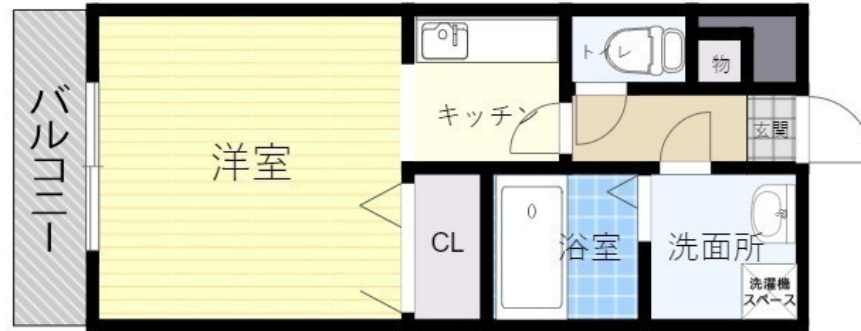 バルコニー
洋室
キッチン
トイレ
物
玄関
CL
浴室
洗面所
洗濯機
スペース